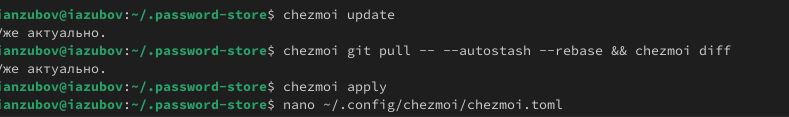 ianzubov@iazubov:~/.password-store$ chezmoi update
Уже актуально.
ianzubov@iazubov:~/.password-store$ chezmoi git pull -- --autostash --rebase && chezmoi diff
Уже актуально.
ianzubov@iazubov:~/.password-store$ chezmoi apply
ianzubov@iazubov:~/.password-store$ nano ~/.config/chezmoi/chezmoi.toml